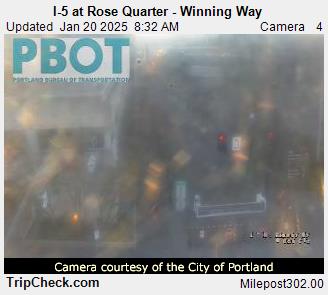 I-5 at Rose Quarter - Winning Way
Updated Jan 20 2025 8:32 AM Camera 4
PBOT
PORTLAND BUREAU OF TRANSPORTATION
Camera courtesy of the City of Portland
TripCheck.com Milepost302.00